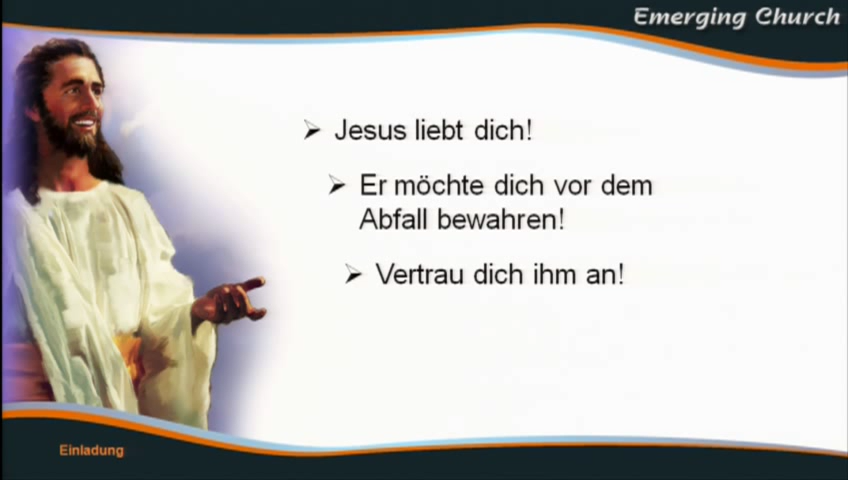 Emerging Church
Jesus liebt dich!
Er möchte dich vor dem
Abfall bewahren!
Vertrau dich ihm an!
Einladung